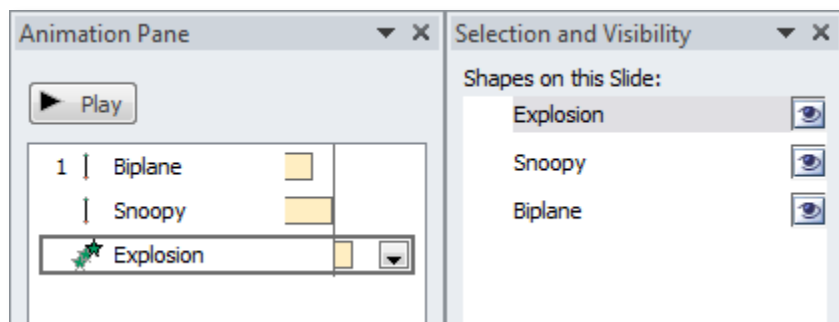 Animation Pane
Play
1 Biplane
Snoopy
Explosion
Selection and Visibility
Shapes on this Slide:
Explosion
Snoopy
Biplane